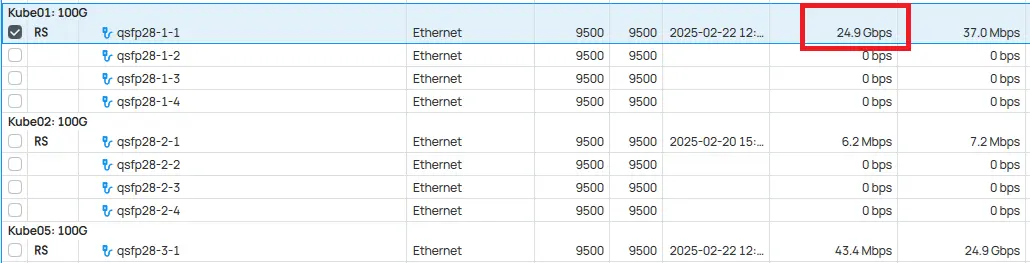 Kube01: 100G
RS qsfp28-1-1 Ethernet 9500 9500 2025-02-22 12:... 24.9 Gbps 37.0 Mbps
qsfp28-1-2 Ethernet 9500 9500 0 bps 0 bps
qsfp28-1-3 Ethernet 9500 9500 0 bps 0 bps
qsfp28-1-4 Ethernet 9500 9500 0 bps 0 bps
Kube02: 100G
RS qsfp28-2-1 Ethernet 9500 9500 2025-02-20 15:... 6.2 Mbps 7.2 Mbps
qsfp28-2-2 Ethernet 9500 9500 0 bps 0 bps
qsfp28-2-3 Ethernet 9500 9500 0 bps 0 bps
qsfp28-2-4 Ethernet 9500 9500 0 bps 0 bps
Kube05: 100G
RS qsfp28-3-1 Ethernet 9500 9500 2025-02-22 12:... 43.4 Mbps 24.9 Gbps